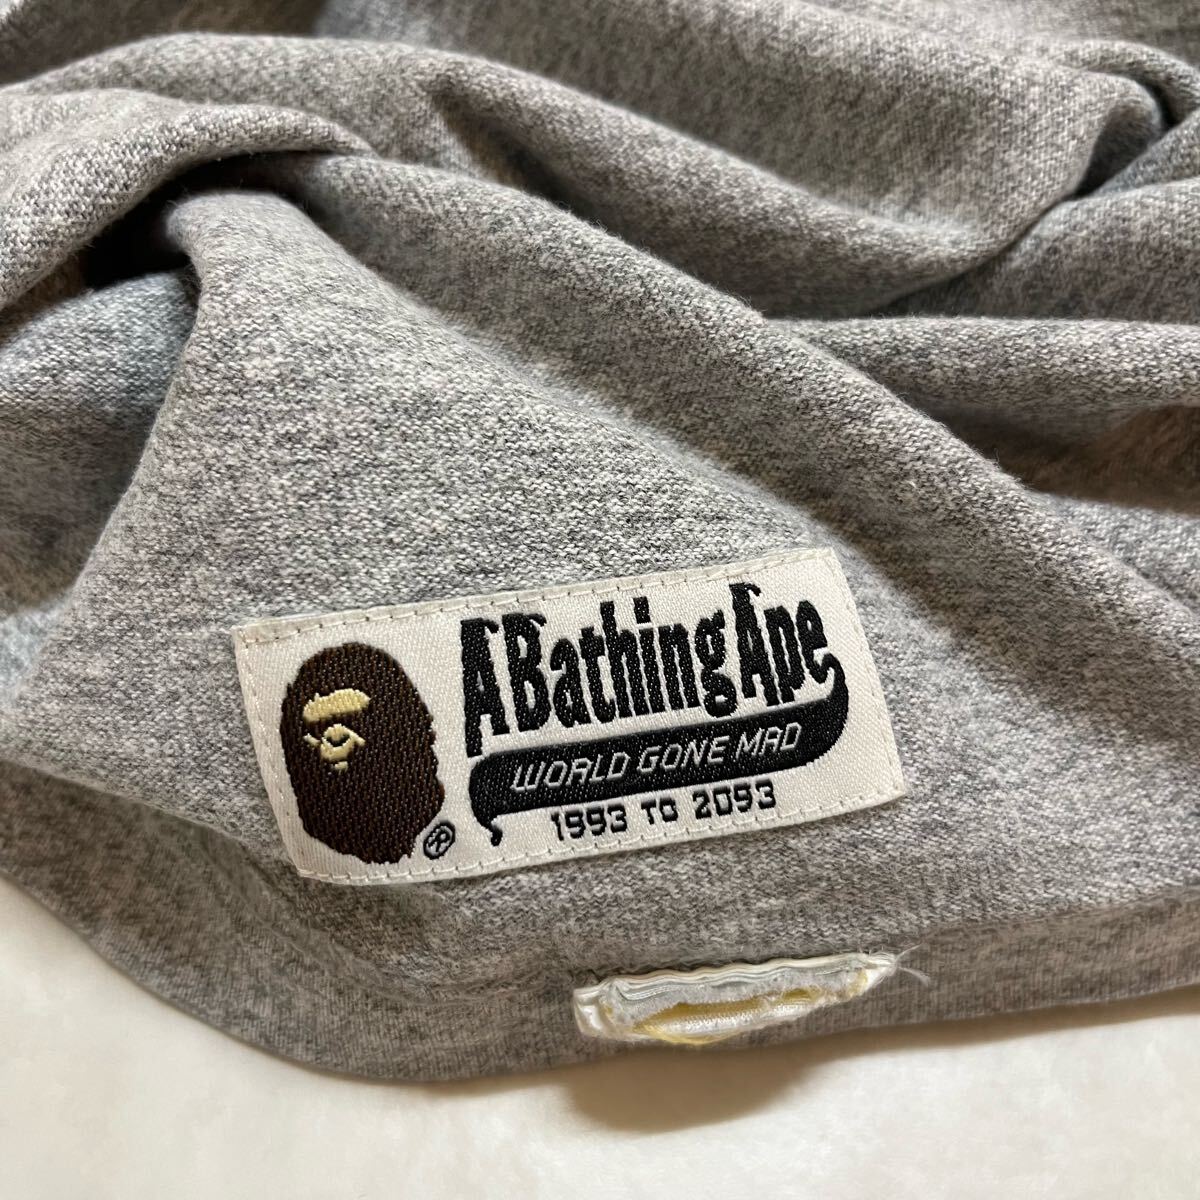 A Bathing Ape
WORLD GONE MAD
1993 TO 2093
®